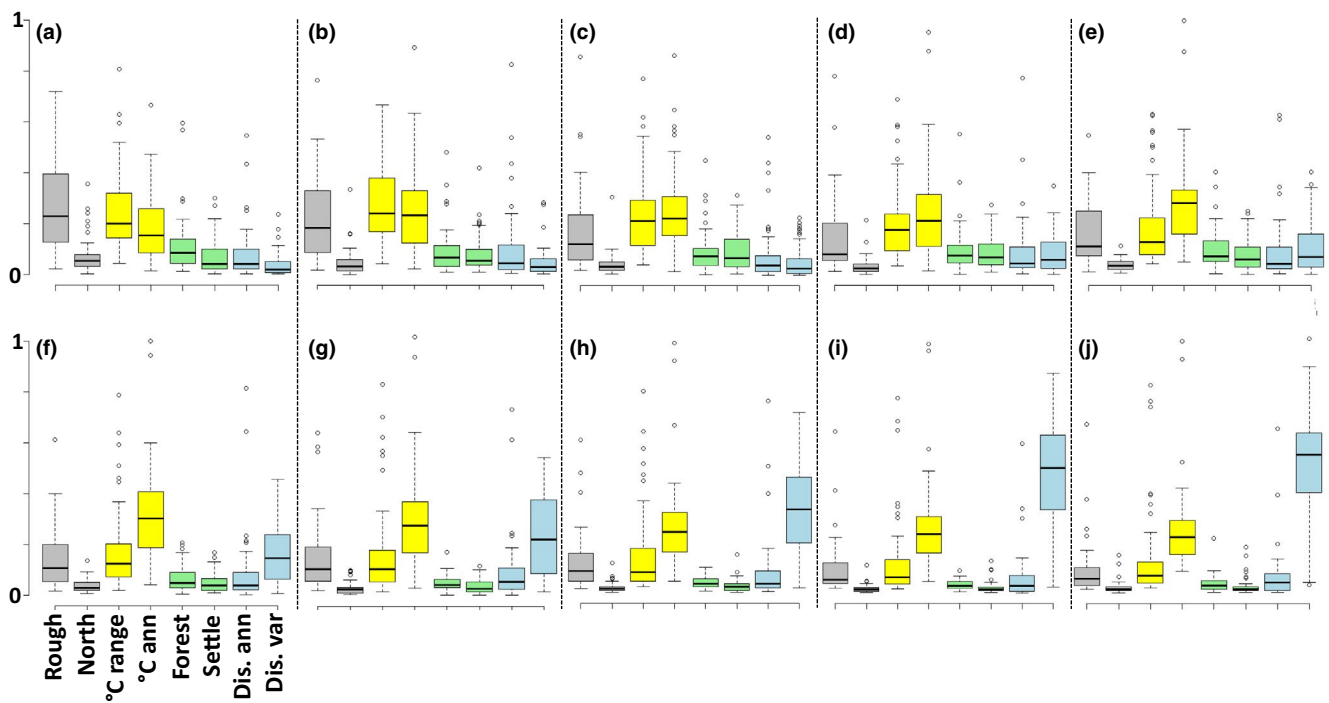 1 (a) (b) (c) (d) (e)
0
1 (f) (g) (h) (i) (j)
0
Rough
North
°C range
°C ann
Forest
Settle
Dis. ann
Dis. var